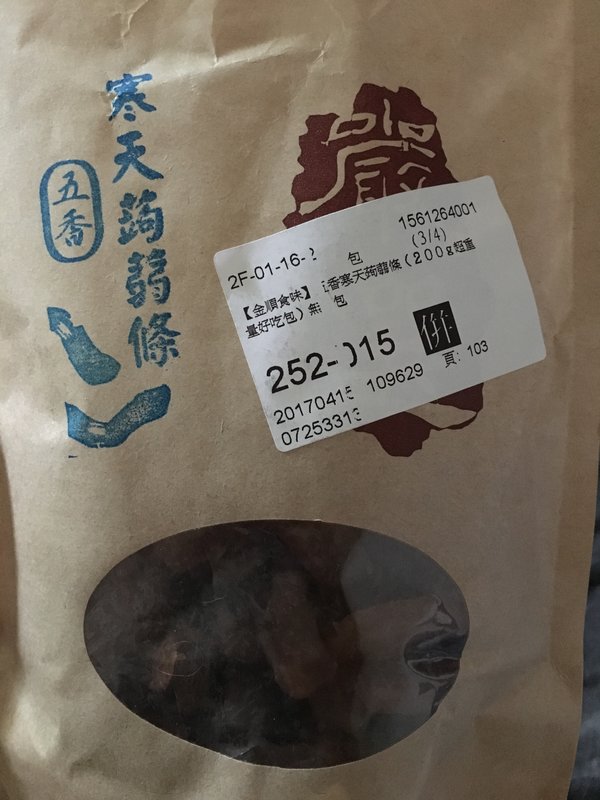 寒天蒟蒻條
五香
嚴
1561264001
2F-01-16- 包 (3/4)
【金順食味】 香寒天蒟蒻條(200g超重
量好吃包) 無 包
252- 015 併
20170415 109629 頁: 103
0725331